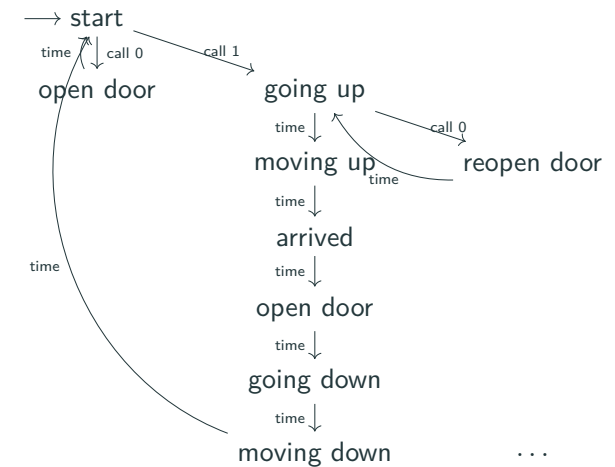 start
time
call 0
call 1
open door
going up
time
call 0
moving up
reopen door
time
time
arrived
time
time
open door
time
going down
time
moving down
...